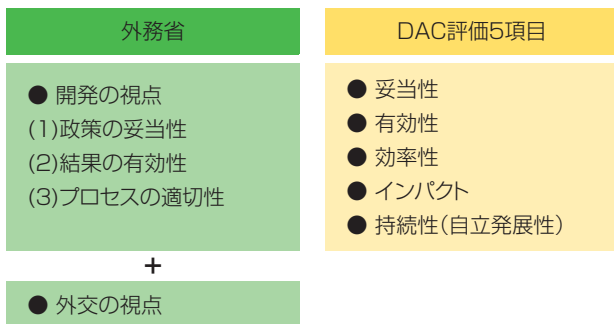 外務省
● 開発の視点
(1)政策の妥当性
(2)結果の有効性
(3)プロセスの適切性
+
● 外交の視点
DAC評価5項目
● 妥当性
● 有効性
● 効率性
● インパクト
● 持続性(自立発展性)